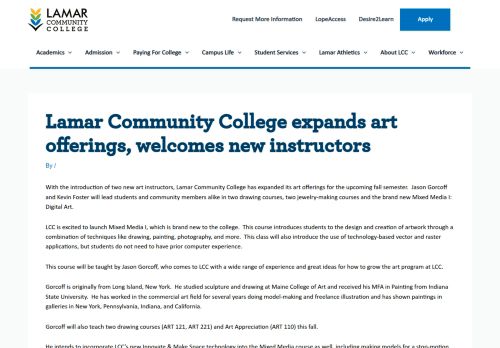 LAMAR
COMMUNITY
COLLEGE
Request More Information LopeAccess Desire2Learn Apply
Academics Admission Paying For College Campus Life Student Services Lamar Athletics About LCC Workforce
Lamar Community College expands art
offerings, welcomes new instructors
By /
With the introduction of two new art instructors, Lamar Community College has expanded its art offerings for the upcoming fall semester. Jason Gorcoff
and Kevin Foster will lead students and community members alike in two drawing courses, two jewelry-making courses and the brand new Mixed Media I:
Digital Art.
LCC is excited to launch Mixed Media I, which is brand new to the college. This course introduces students to the design and creation of artwork through a
combination of techniques like drawing, painting, photography, and more. This class will also introduce the use of technology-based vector and raster
applications, but students do not need to have prior computer experience.
This course will be taught by Jason Gorcoff, who comes to LCC with a wide range of experience and great ideas for how to grow the art program at LCC.
Gorcoff is originally from Long Island, New York. He studied sculpture and drawing at Maine College of Art and received his MFA in Painting from Indiana
State University. He has worked in the commercial art field for several years doing model-making and freelance illustration and has shown paintings in
galleries in New York, Pennsylvania, Indiana, and California.
Gorcoff will also teach two drawing courses (ART 121, ART 221) and Art Appreciation (ART 110) this fall.
He intends to incorporate LCC's new Innovate & Make Space technology into the Mixed Media course as well, including making models for a stop-motion